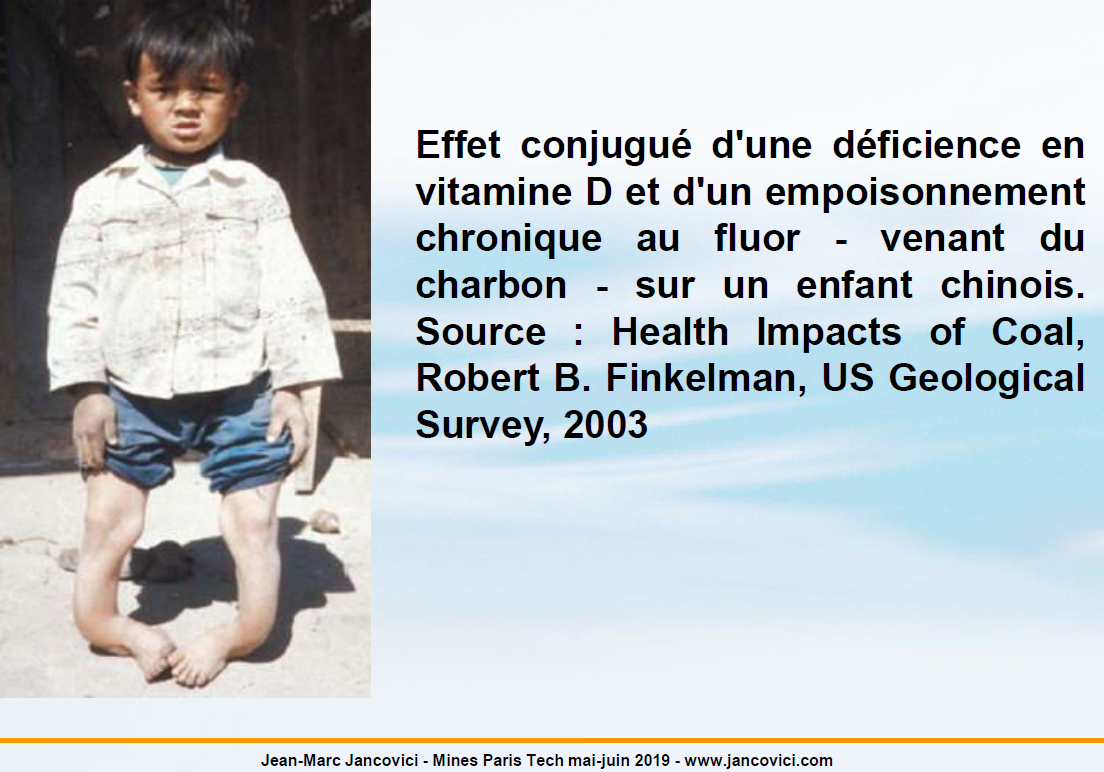 Effet conjugué d'une déficience en
vitamine D et d'un empoisonnement
chronique au fluor - venant du
charbon - sur un enfant chinois.
Source : Health Impacts of Coal,
Robert B. Finkelman, US Geological
Survey, 2003
Jean-Marc Jancovici - Mines Paris Tech mai-juin 2019 - www.jancovici.com